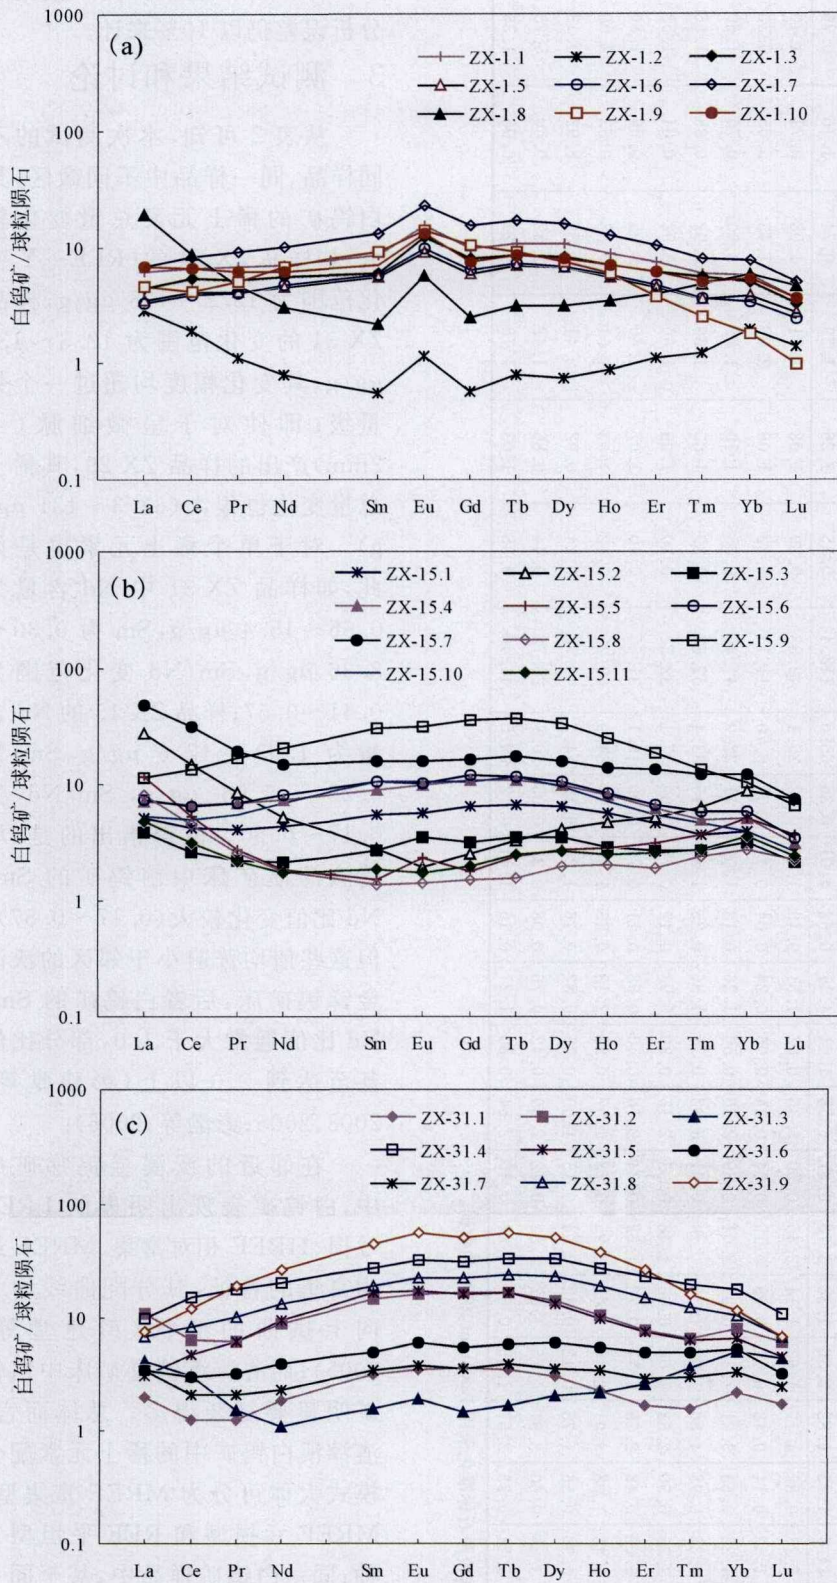 1000
(a)
ZX-1.1 ZX-1.2 ZX-1.3
ZX-1.5 ZX-1.6 ZX-1.7
ZX-1.8 ZX-1.9 ZX-1.10
100
白钨矿/球粒陨石
10
1
0.1
La Ce Pr Nd Sm Eu Gd Tb Dy Ho Er Tm Yb Lu
1000
(b)
ZX-15.1 ZX-15.2 ZX-15.3
ZX-15.4 ZX-15.5 ZX-15.6
ZX-15.7 ZX-15.8 ZX-15.9
ZX-15.10 ZX-15.11
100
白钨矿/球粒陨石
10
1
0.1
La Ce Pr Nd Sm Eu Gd Tb Dy Ho Er Tm Yb Lu
1000
(c)
ZX-31.1 ZX-31.2 ZX-31.3
ZX-31.4 ZX-31.5 ZX-31.6
ZX-31.7 ZX-31.8 ZX-31.9
100
白钨矿/球粒陨石
10
1
0.1
La Ce Pr Nd Sm Eu Gd Tb Dy Ho Er Tm Yb Lu